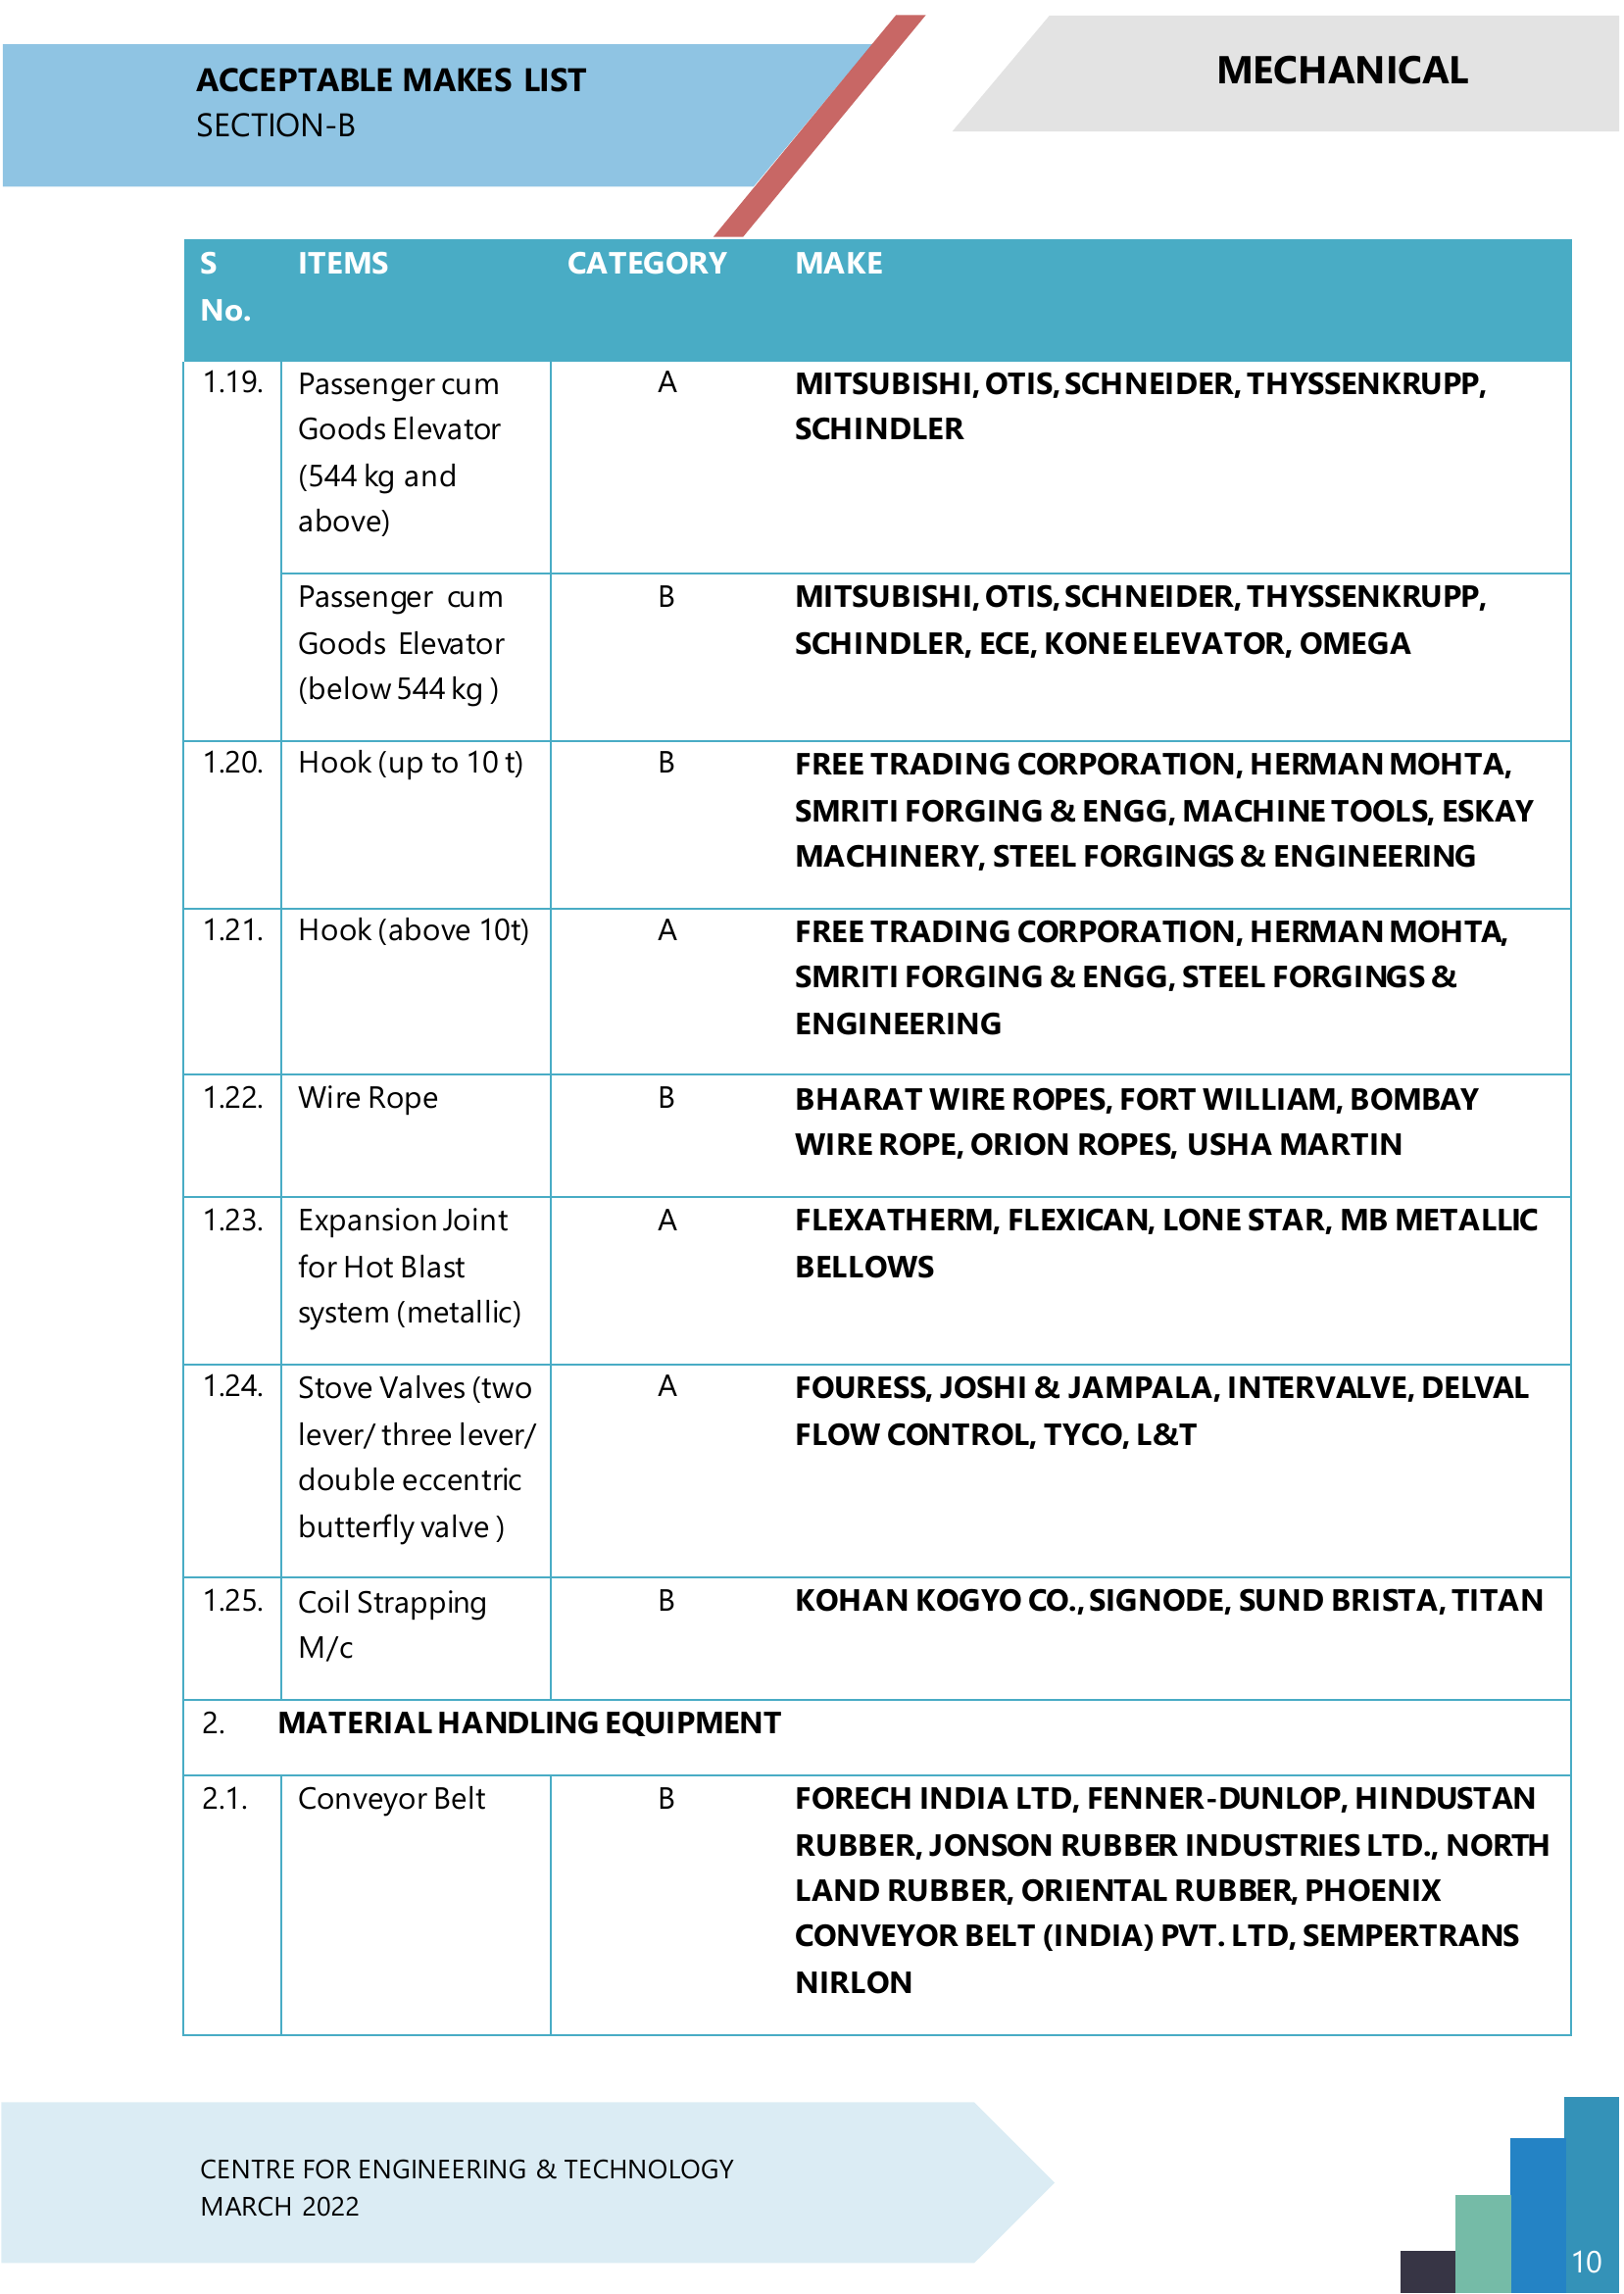 ACCEPTABLE MAKES LIST
SECTION-B
MECHANICAL
S No. ITEMS CATEGORY MAKE
1.19. Passenger cum A MITSUBISHI, OTIS, SCHNEIDER, THYSSENKRUPP,
Goods Elevator SCHINDLER
(544 kg and
above)
Passenger cum B MITSUBISHI, OTIS, SCHNEIDER, THYSSENKRUPP,
Goods Elevator SCHINDLER, ECE, KONE ELEVATOR, OMEGA
(below 544 kg )
1.20. Hook (up to 10 t) B FREE TRADING CORPORATION, HERMAN MOHTA,
SMRITI FORGING & ENGG, MACHINE TOOLS, ESKAY
MACHINERY, STEEL FORGINGS & ENGINEERING
1.21. Hook (above 10t) A FREE TRADING CORPORATION, HERMAN MOHTA,
SMRITI FORGING & ENGG, STEEL FORGINGS &
ENGINEERING
1.22. Wire Rope B BHARAT WIRE ROPES, FORT WILLIAM, BOMBAY
WIRE ROPE, ORION ROPES, USHA MARTIN
1.23. Expansion Joint A FLEXATHERM, FLEXICAN, LONE STAR, MB METALLIC
for Hot Blast BELLOWS
system (metallic)
1.24. Stove Valves (two A FOURESS, JOSHI & JAMPALA, INTERVALVE, DELVAL
lever/ three lever/ FLOW CONTROL, TYCO, L&T
double eccentric
butterfly valve )
1.25. Coil Strapping B KOHAN KOGYO CO., SIGNODE, SUND BRISTA, TITAN
M/c
2. MATERIAL HANDLING EQUIPMENT
2.1. Conveyor Belt B FORECH INDIA LTD, FENNER-DUNLOP, HINDUSTAN
RUBBER, JONSON RUBBER INDUSTRIES LTD., NORTH
LAND RUBBER, ORIENTAL RUBBER, PHOENIX
CONVEYOR BELT (INDIA) PVT. LTD, SEMPERTRANS
NIRLON
CENTRE FOR ENGINEERING & TECHNOLOGY
MARCH 2022
10